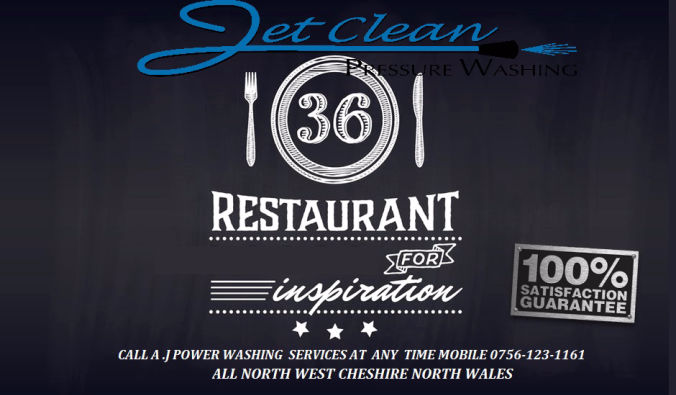 Jet Clean
PRESSURE WASHING
36
RESTAURANT
FOR
inspiration
100%
SATISFACTION
GUARANTEE
CALL A .J POWER WASHING SERVICES AT ANY TIME MOBILE 0756-123-1161
ALL NORTH WEST CHESHIRE NORTH WALES